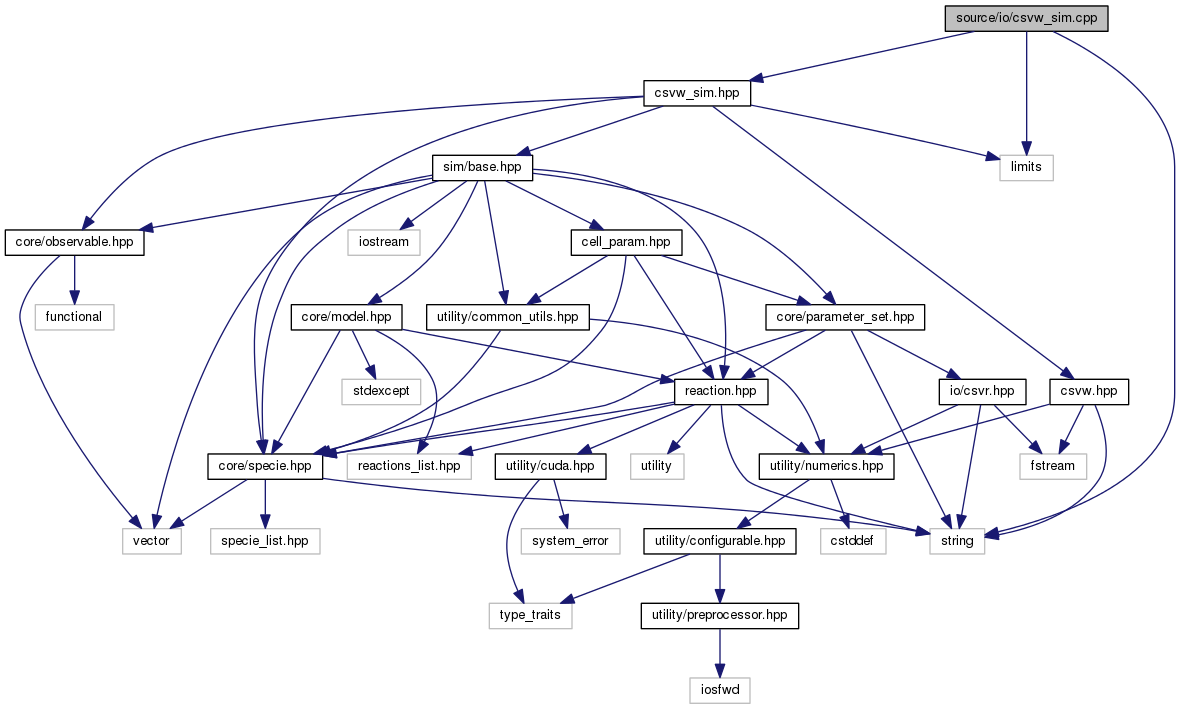 source/io/csvw_sim.cpp
csvw_sim.hpp
sim/base.hpp
limits
core/observable.hpp
iostream
cell_param.hpp
functional
core/model.hpp
utility/common_utils.hpp
core/parameter_set.hpp
stdexcept
reaction.hpp
io/csvr.hpp
csvw.hpp
core/specie.hpp
reactions_list.hpp
utility/cuda.hpp
utility
utility/numerics.hpp
fstream
vector
specie_list.hpp
system_error
utility/configurable.hpp
cstddef
string
type_traits
utility/preprocessor.hpp
iosfwd